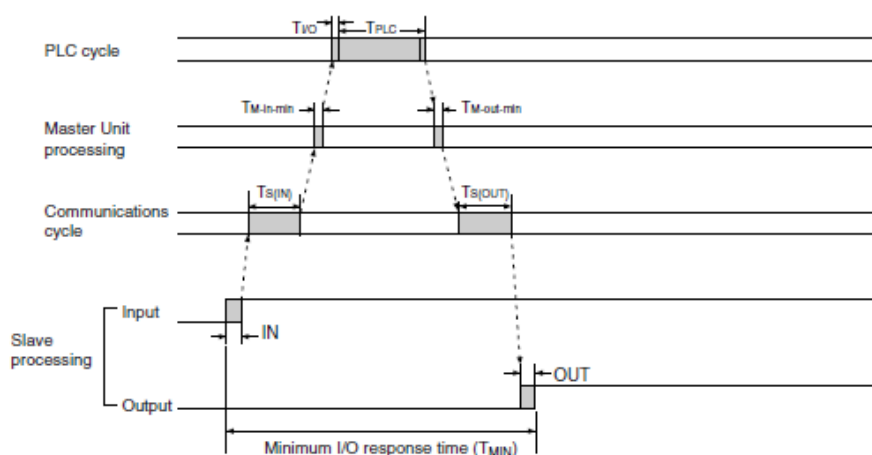 TI/O
TPLC
PLC cycle
TM-in-min
TM-out-min
Master Unit
processing
TS(IN)
TS(OUT)
Communications
cycle
Input
IN
Slave
processing
OUT
Output
Minimum I/O response time (TMIN)